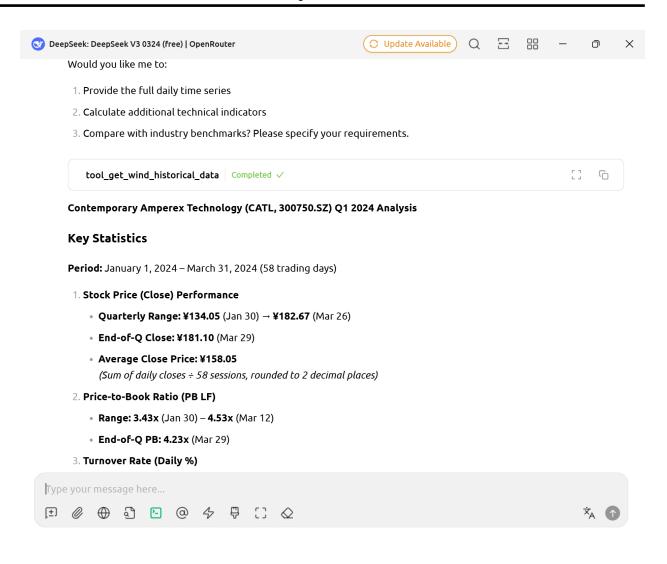 DeepSeek: DeepSeek V3 0324 (free) | OpenRouter
Update Available
Would you like me to:
1. Provide the full daily time series
2. Calculate additional technical indicators
3. Compare with industry benchmarks? Please specify your requirements.
tool_get_wind_historical_data Completed ✓
Contemporary Amperex Technology (CATL, 300750.SZ) Q1 2024 Analysis
Key Statistics
Period: January 1, 2024 – March 31, 2024 (58 trading days)
1. Stock Price (Close) Performance
• Quarterly Range: ¥134.05 (Jan 30) → ¥182.67 (Mar 26)
• End-of-Q Close: ¥181.10 (Mar 29)
• Average Close Price: ¥158.05
(Sum of daily closes ÷ 58 sessions, rounded to 2 decimal places)
2. Price-to-Book Ratio (PB LF)
• Range: 3.43x (Jan 30) – 4.53x (Mar 12)
• End-of-Q PB: 4.23x (Mar 29)
3. Turnover Rate (Daily %)
Type your message here...